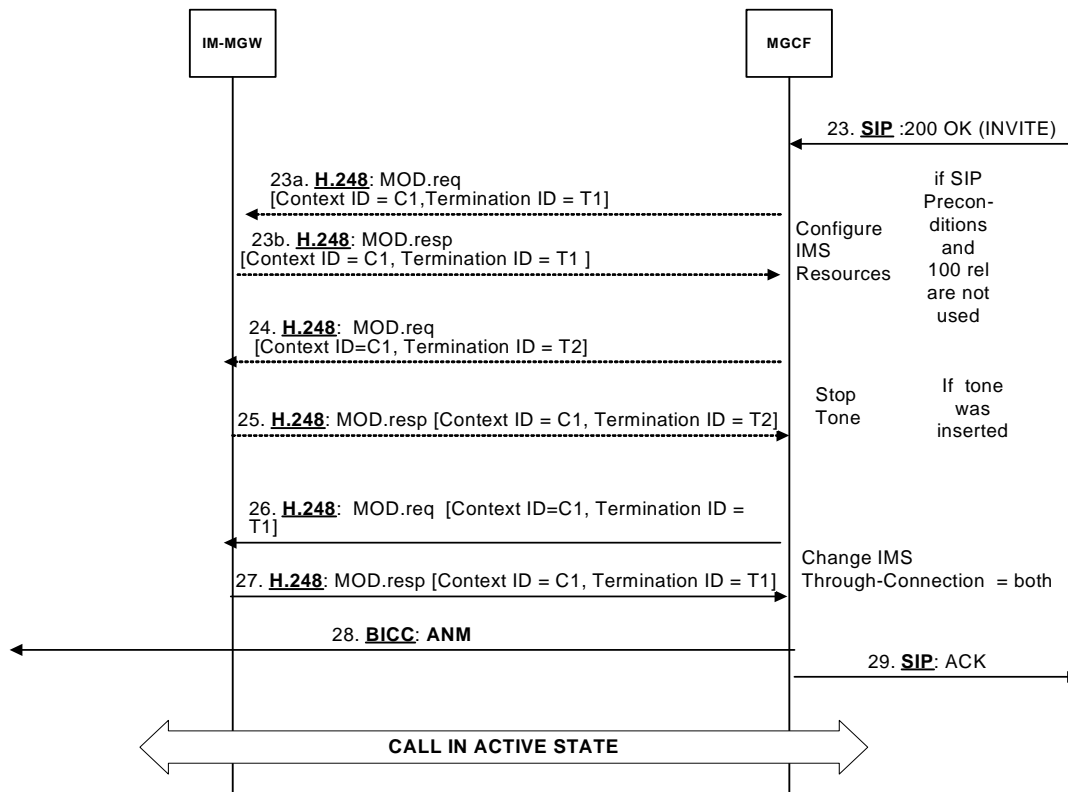 IM-MGW
MGCF
23. SIP :200 OK (INVITE)
23a. H.248: MOD.req
[Context ID = C1,Termination ID = T1]
23b. H.248: MOD.resp
[Context ID = C1, Termination ID = T1 ]
Configure
IMS
Resources
if SIP
Precon-
ditions
and
100 rel
are not
used
24. H.248: MOD.req
[Context ID=C1, Termination ID = T2]
25. H.248: MOD.resp [Context ID = C1, Termination ID = T2]
Stop
Tone
If tone
was
inserted
26. H.248: MOD.req [Context ID=C1, Termination ID =
T1]
27. H.248: MOD.resp [Context ID = C1, Termination ID = T1]
Change IMS
Through-Connection = both
28. BICC: ANM
29. SIP: ACK
CALL IN ACTIVE STATE